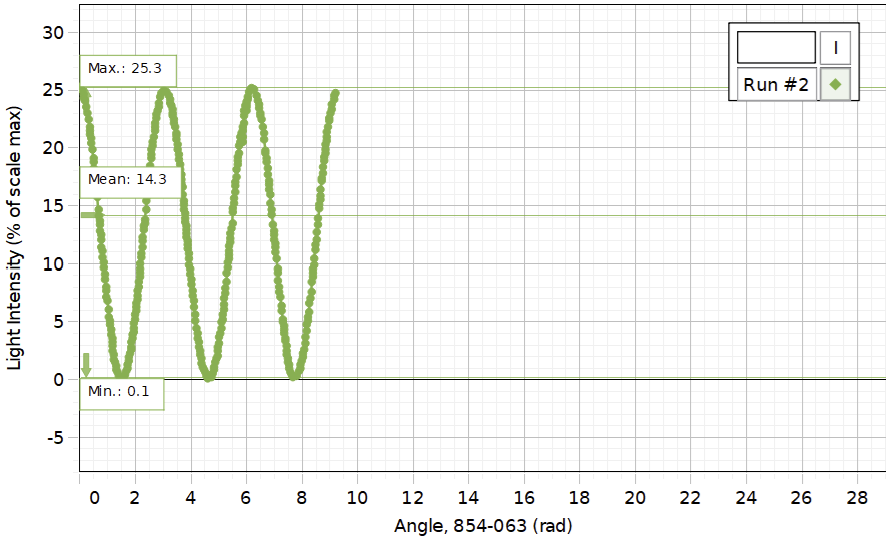 30
25
20
15
10
5
0
-5
Light Intensity (% of scale max)
Max.: 25.3
Mean: 14.3
Min.: 0.1
I
Run #2
0 2 4 6 8 10 12 14 16 18 20 22 24 26 28
Angle, 854-063 (rad)